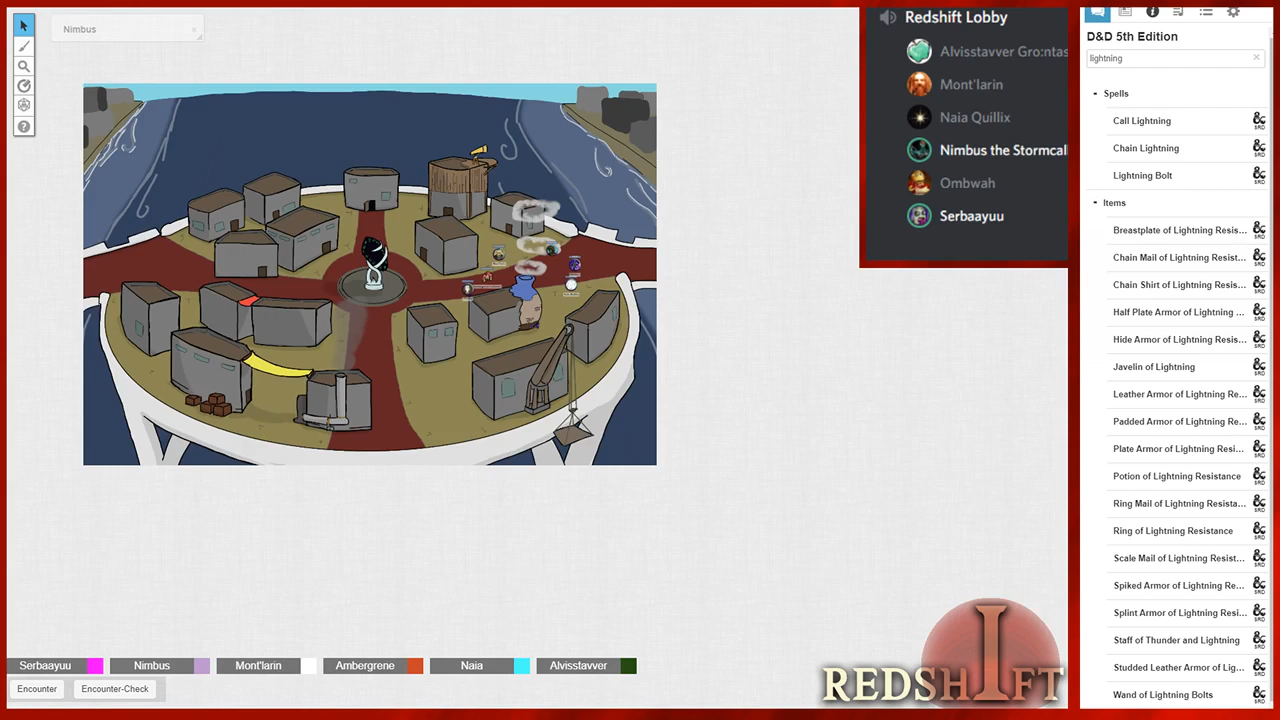 Nimbus
Redshift Lobby
Alvisstavver Gro:ntas
Mont'larin
Naia Quillix
Nimbus the Stormcal
Ombwah
Serbaayuu
D&D 5th Edition
lightning
Spells
Call Lightning
Chain Lightning
Lightning Bolt
Items
Breastplate of Lightning Resis...
Chain Mail of Lightning Resist...
Chain Shirt of Lightning Resis...
Half Plate Armor of Lightning ...
Hide Armor of Lightning Resis...
Javelin of Lightning
Leather Armor of Lightning Re...
Padded Armor of Lightning Re...
Plate Armor of Lightning Resi...
Potion of Lightning Resistance
Ring Mail of Lightning Resista...
Ring of Lightning Resistance
Scale Mail of Lightning Resist...
Spiked Armor of Lightning Re...
Splint Armor of Lightning Resi...
Staff of Thunder and Lightning
Studded Leather Armor of Lig...
Wand of Lightning Bolts
Serbaayuu Nimbus Mont'larin Ambergrene Naia Alvisstavver
Encounter Encounter-Check
REDSHIFT